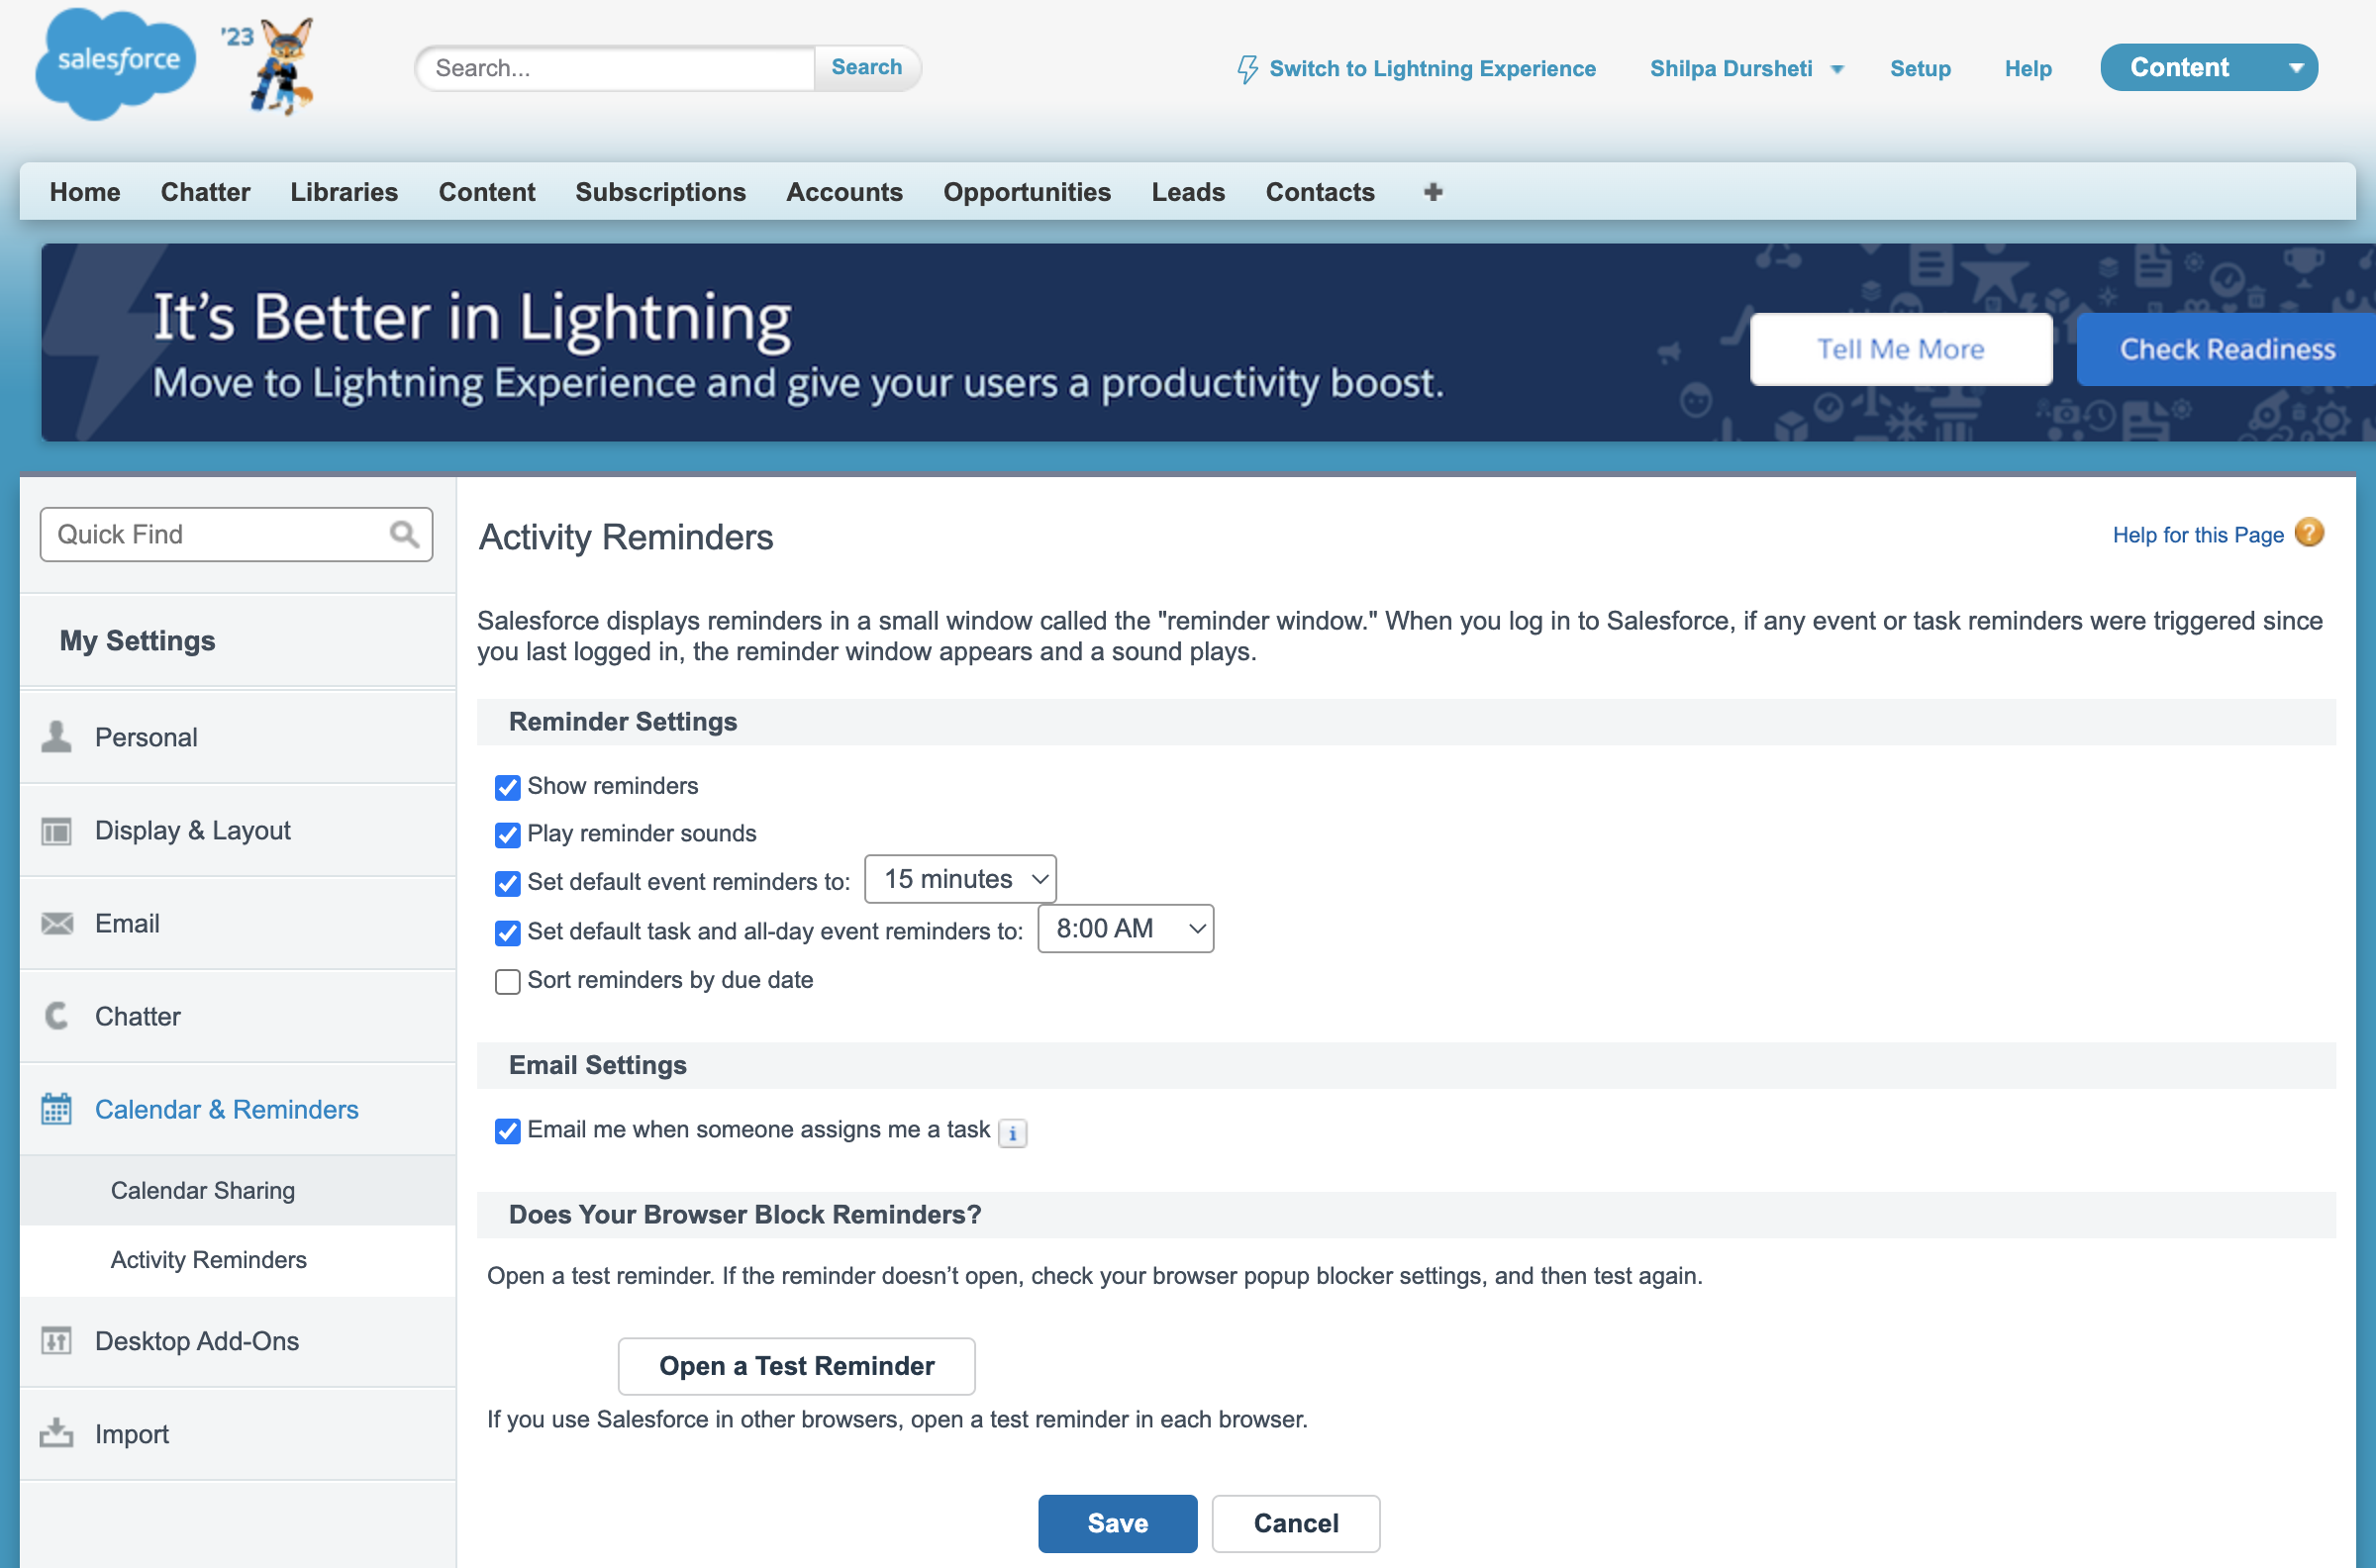 salesforce
'23
Search...
Search
Switch to Lightning Experience
Shilpa Dursheti
Setup
Help
Content
Home
Chatter
Libraries
Content
Subscriptions
Accounts
Opportunities
Leads
Contacts
It's Better in Lightning
Move to Lightning Experience and give your users a productivity boost.
Tell Me More
Check Readiness
Quick Find
My Settings
Personal
Display & Layout
Email
Chatter
Calendar & Reminders
Calendar Sharing
Activity Reminders
Desktop Add-Ons
Import
Activity Reminders
Help for this Page
Salesforce displays reminders in a small window called the "reminder window." When you log in to Salesforce, if any event or task reminders were triggered since
you last logged in, the reminder window appears and a sound plays.
Reminder Settings
Show reminders
Play reminder sounds
Set default event reminders to: 15 minutes
Set default task and all-day event reminders to: 8:00 AM
Sort reminders by due date
Email Settings
Email me when someone assigns me a task
Does Your Browser Block Reminders?
Open a test reminder. If the reminder doesn’t open, check your browser popup blocker settings, and then test again.
Open a Test Reminder
If you use Salesforce in other browsers, open a test reminder in each browser.
Save
Cancel